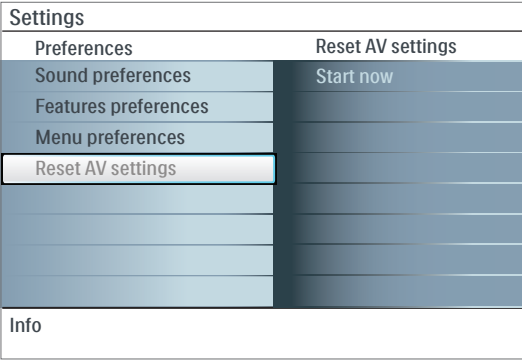 Settings
Preferences
Sound preferences
Features preferences
Menu preferences
Reset AV settings
Reset AV settings
Start now
Info